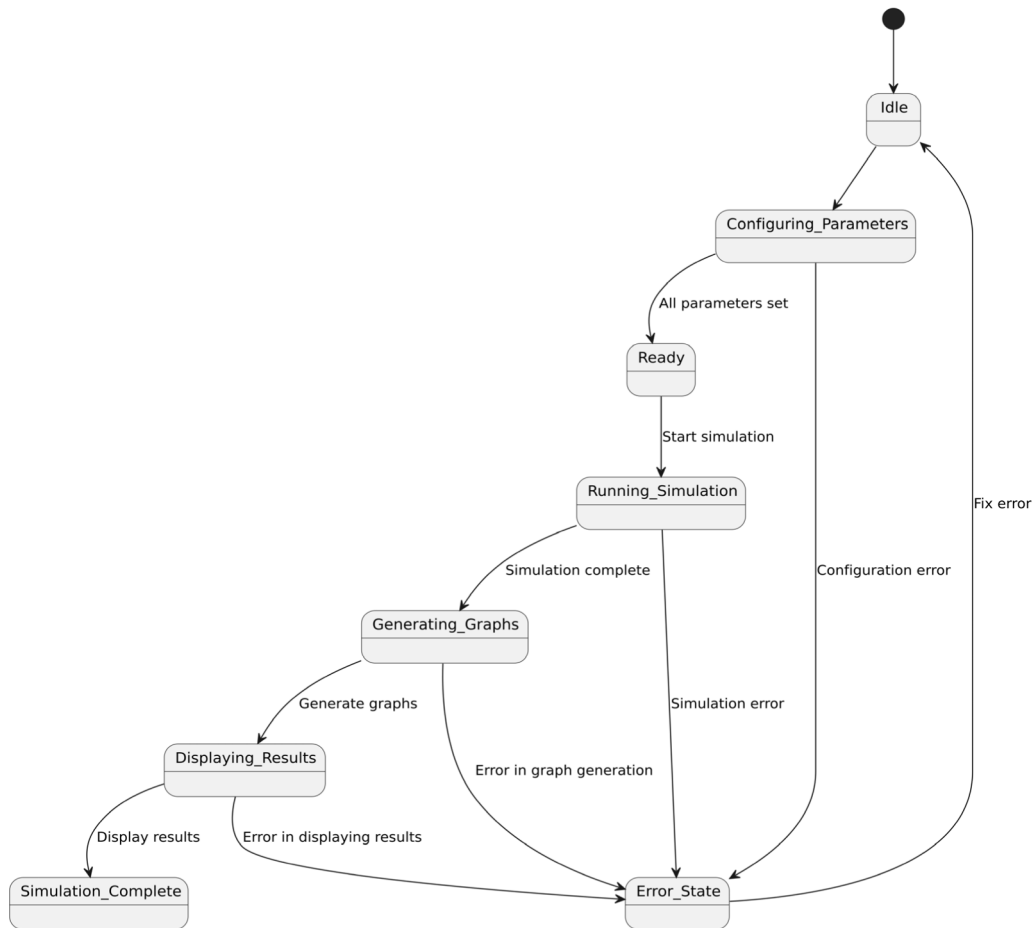 Idle
Configuring_Parameters
All parameters set
Ready
Start simulation
Running_Simulation
Fix error
Simulation complete
Configuration error
Generating_Graphs
Generate graphs
Simulation error
Displaying_Results
Error in graph generation
Display results
Error in displaying results
Simulation_Complete
Error_State